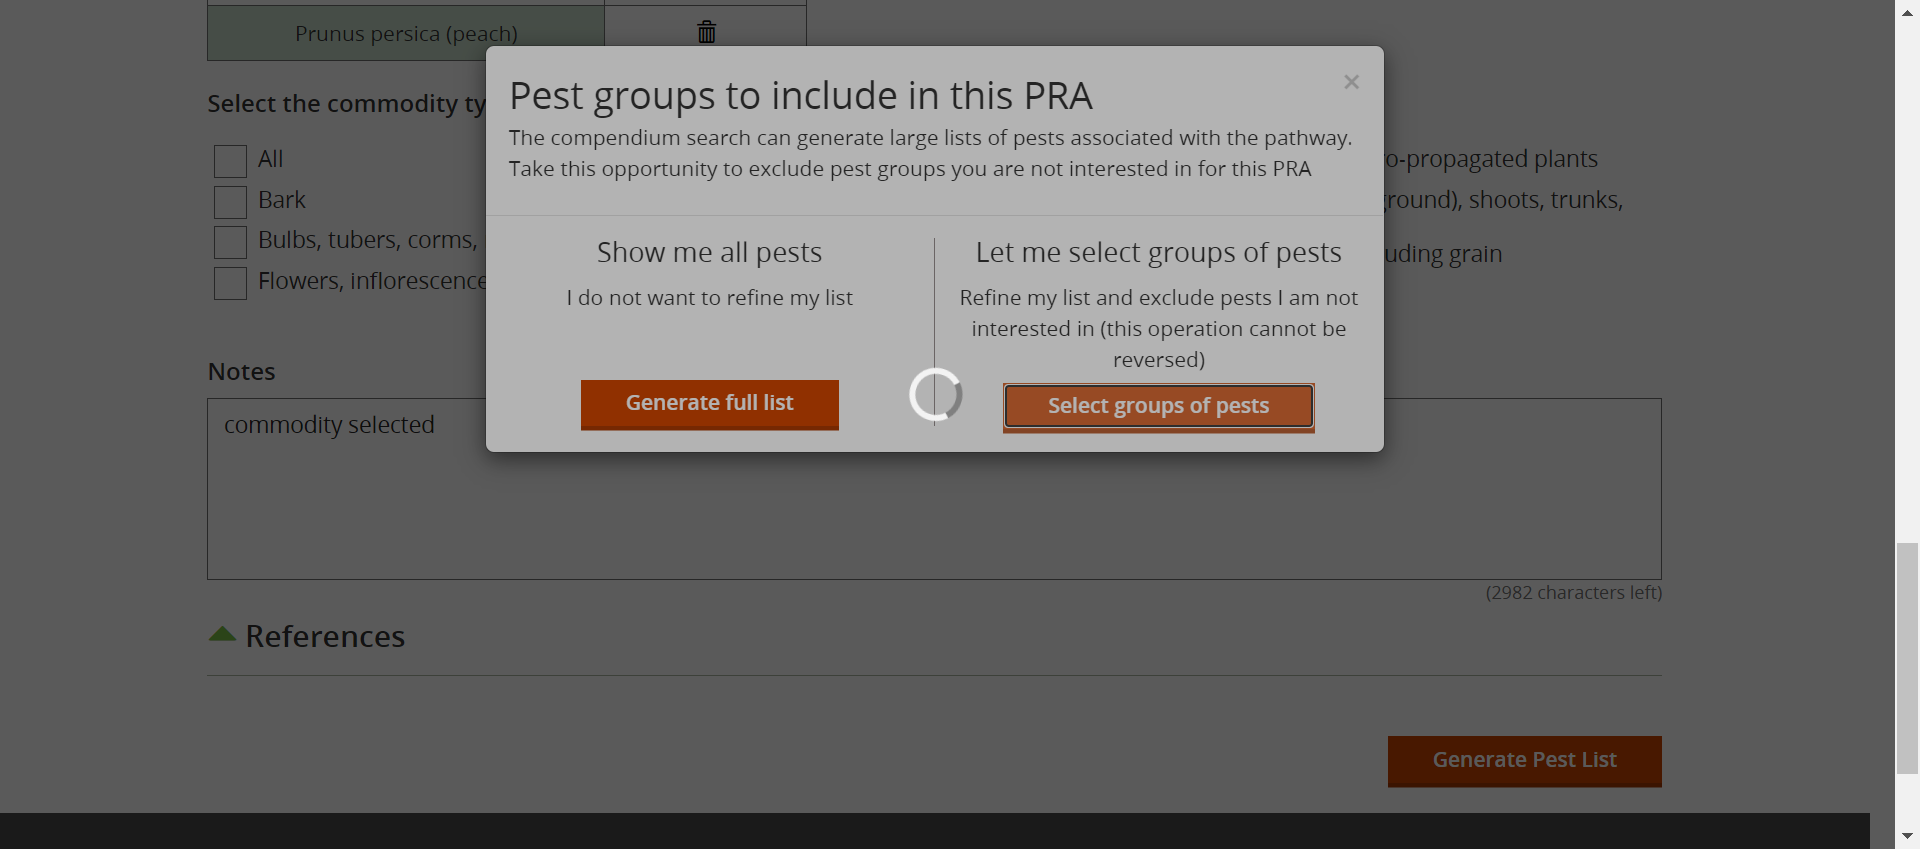 Prunus persica (peach)
Pest groups to include in this PRA
×
The compendium search can generate large lists of pests associated with the pathway.
Take this opportunity to exclude pest groups you are not interested in for this PRA
Show me all pests
I do not want to refine my list
Generate full list
Let me select groups of pests
Refine my list and exclude pests I am not
interested in (this operation cannot be
reversed)
Select groups of pests
Select the commodity ty
All
Bark
Bulbs, tubers, corms,
Flowers, inflorescence
o-propagated plants
ground), shoots, trunks,
uding grain
Notes
commodity selected
(2982 characters left)
References
Generate Pest List